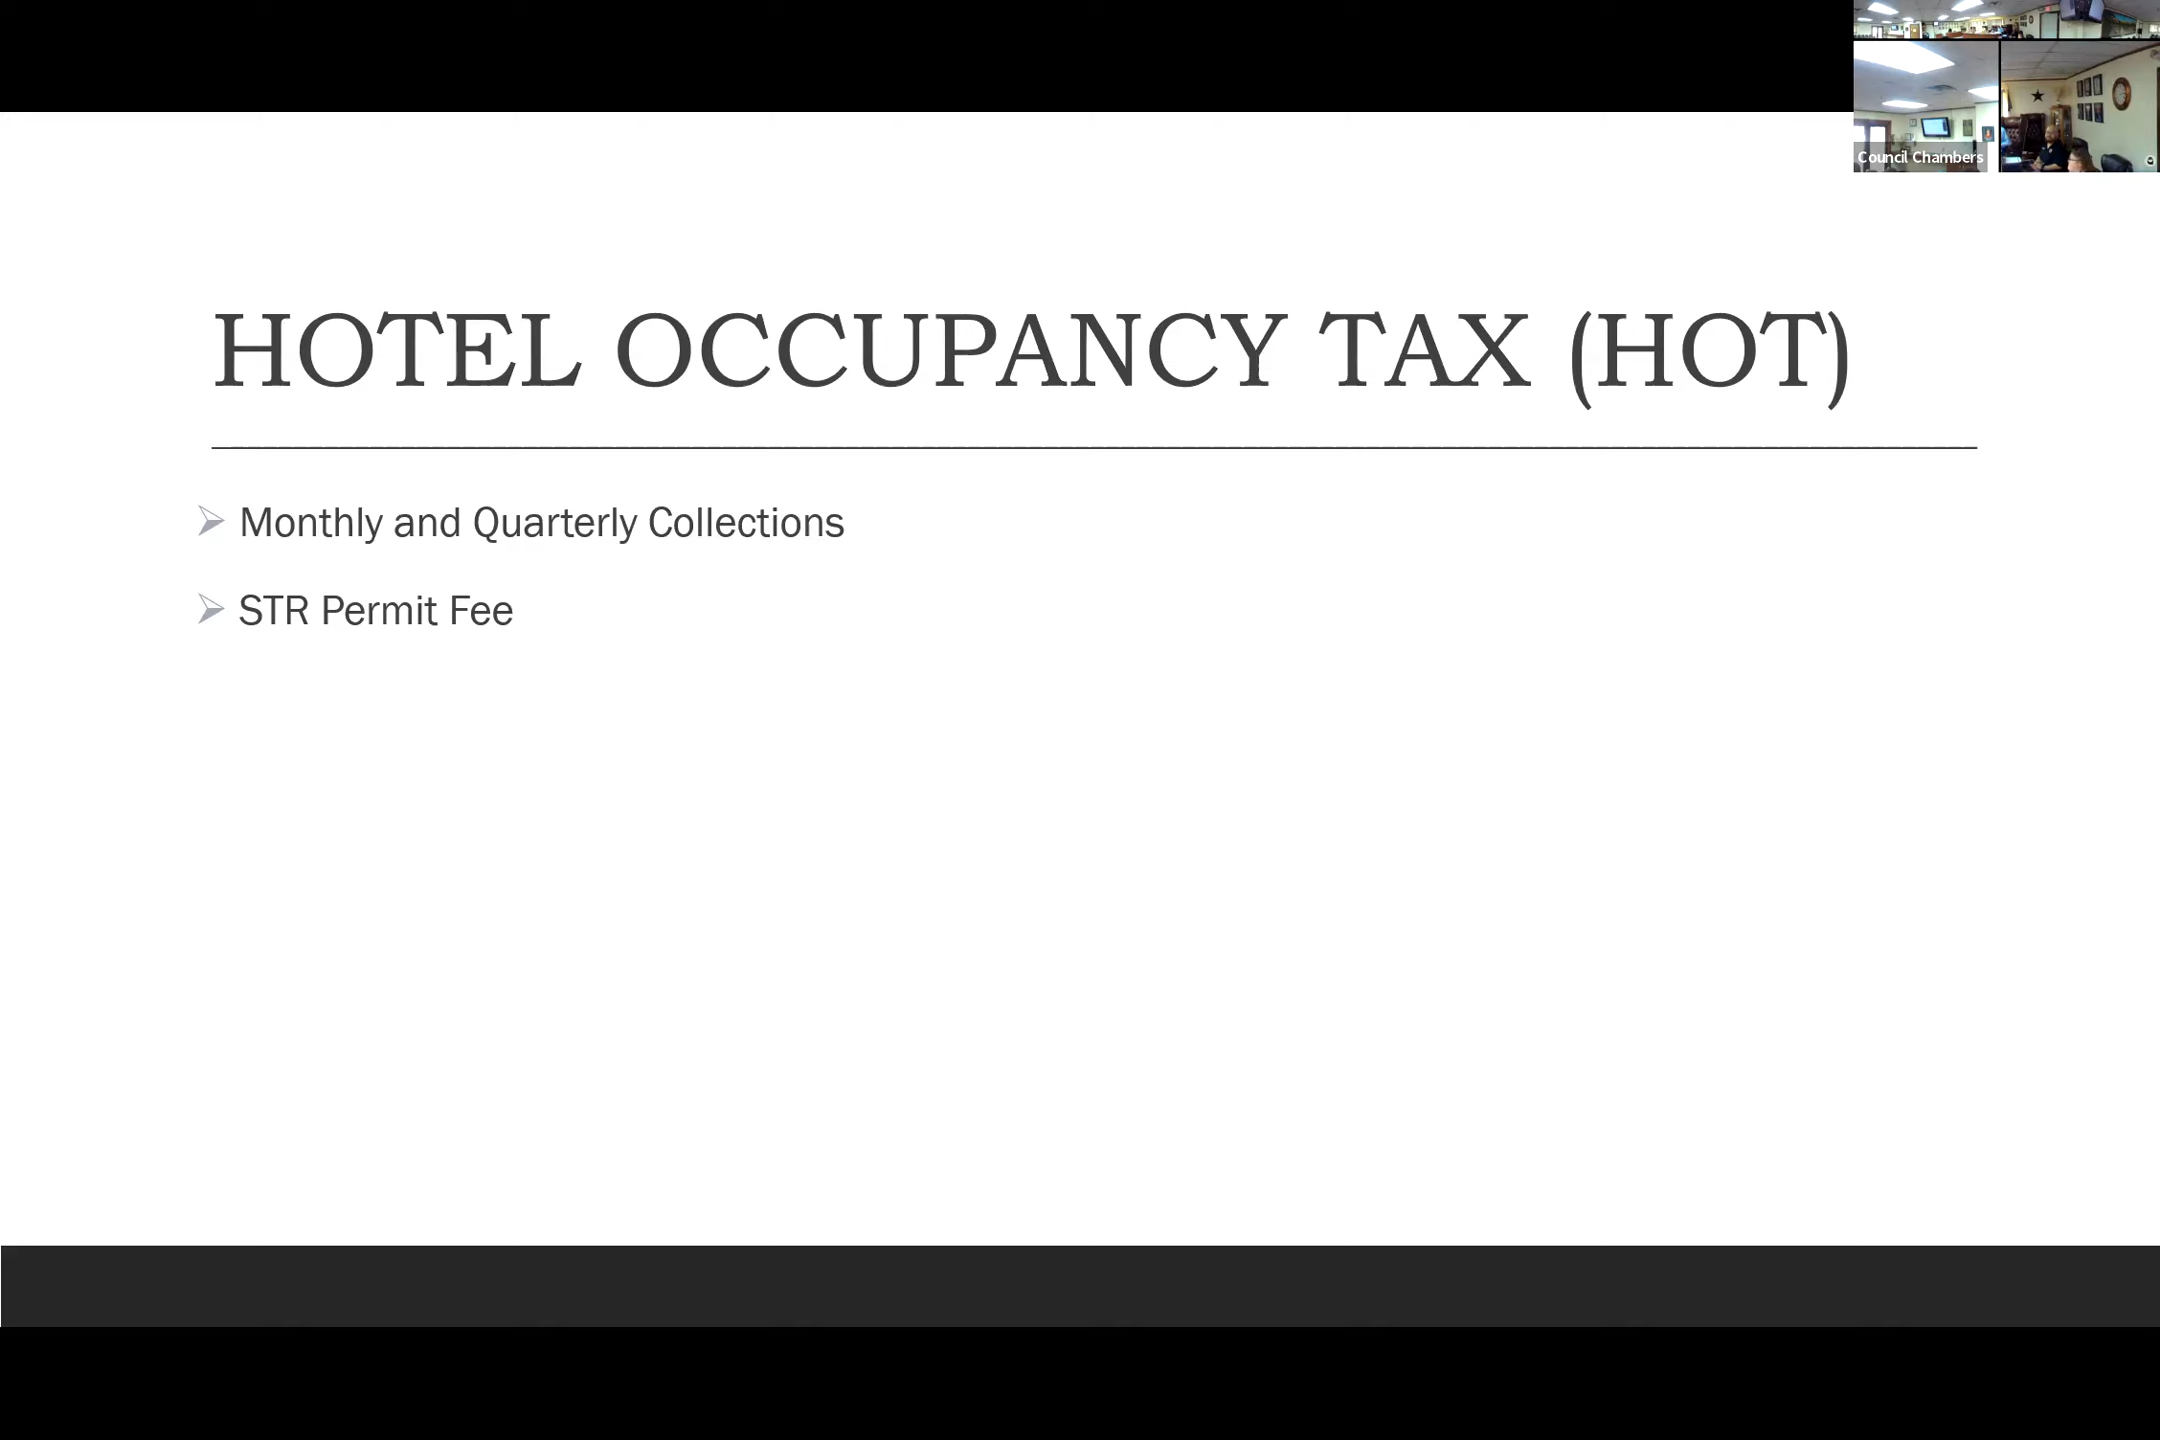 Council Chambers
HOTEL OCCUPANCY TAX (HOT)
Monthly and Quarterly Collections
STR Permit Fee